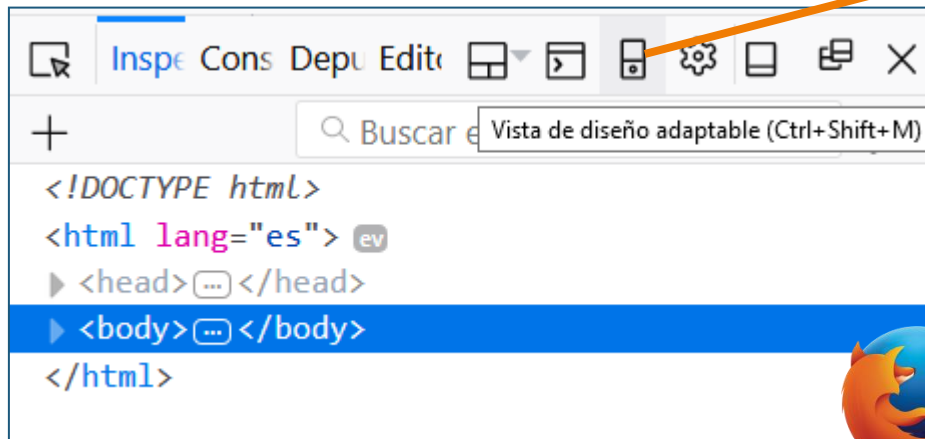 Inspe Cons Depu Edito
Buscar e Vista de diseño adaptable (Ctrl+Shift+M)
<!DOCTYPE html>
<html lang="es"> ev
<head>…</head>
<body>…</body>
</html>